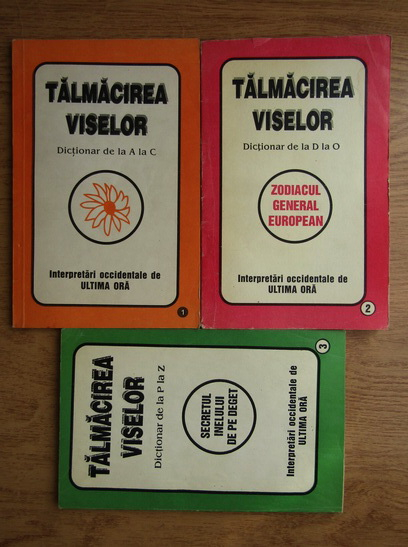 TĂLMĂCIREA
VISELOR
Dicționar de la A la C
Interpretări occidentale de
ULTIMA ORĂ
1
TĂLMĂCIREA
VISELOR
Dicționar de la D la O
ZODIACUL
GENERAL
EUROPEAN
Interpretări occidentale de
ULTIMA ORĂ
2
TĂLMĂCIREA
VISELOR
Dicționar de la P la Z
SECRETUL
INELULUI
DE PE DEGET
Interpretări occidentale de
ULTIMA ORĂ
3